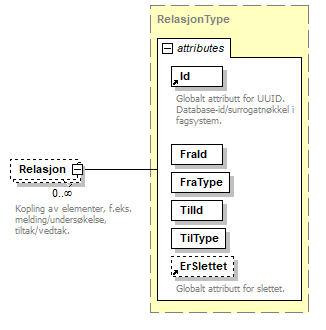 RelasjonType
attributes
Id
Globalt attributt for UUID.
Database-id/surrogatnøkkel i
fagsystem.
Relasjon
0..∞
Kopling av elementer, f.eks.
melding/undersøkelse,
tiltak/vedtak.
FraId
FraType
TilId
TilType
ErSlettet
Globalt attributt for slettet.